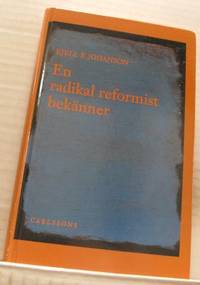 KJELL E JOHANSON
En
radikal reformist
bekänner
CARLSSONS